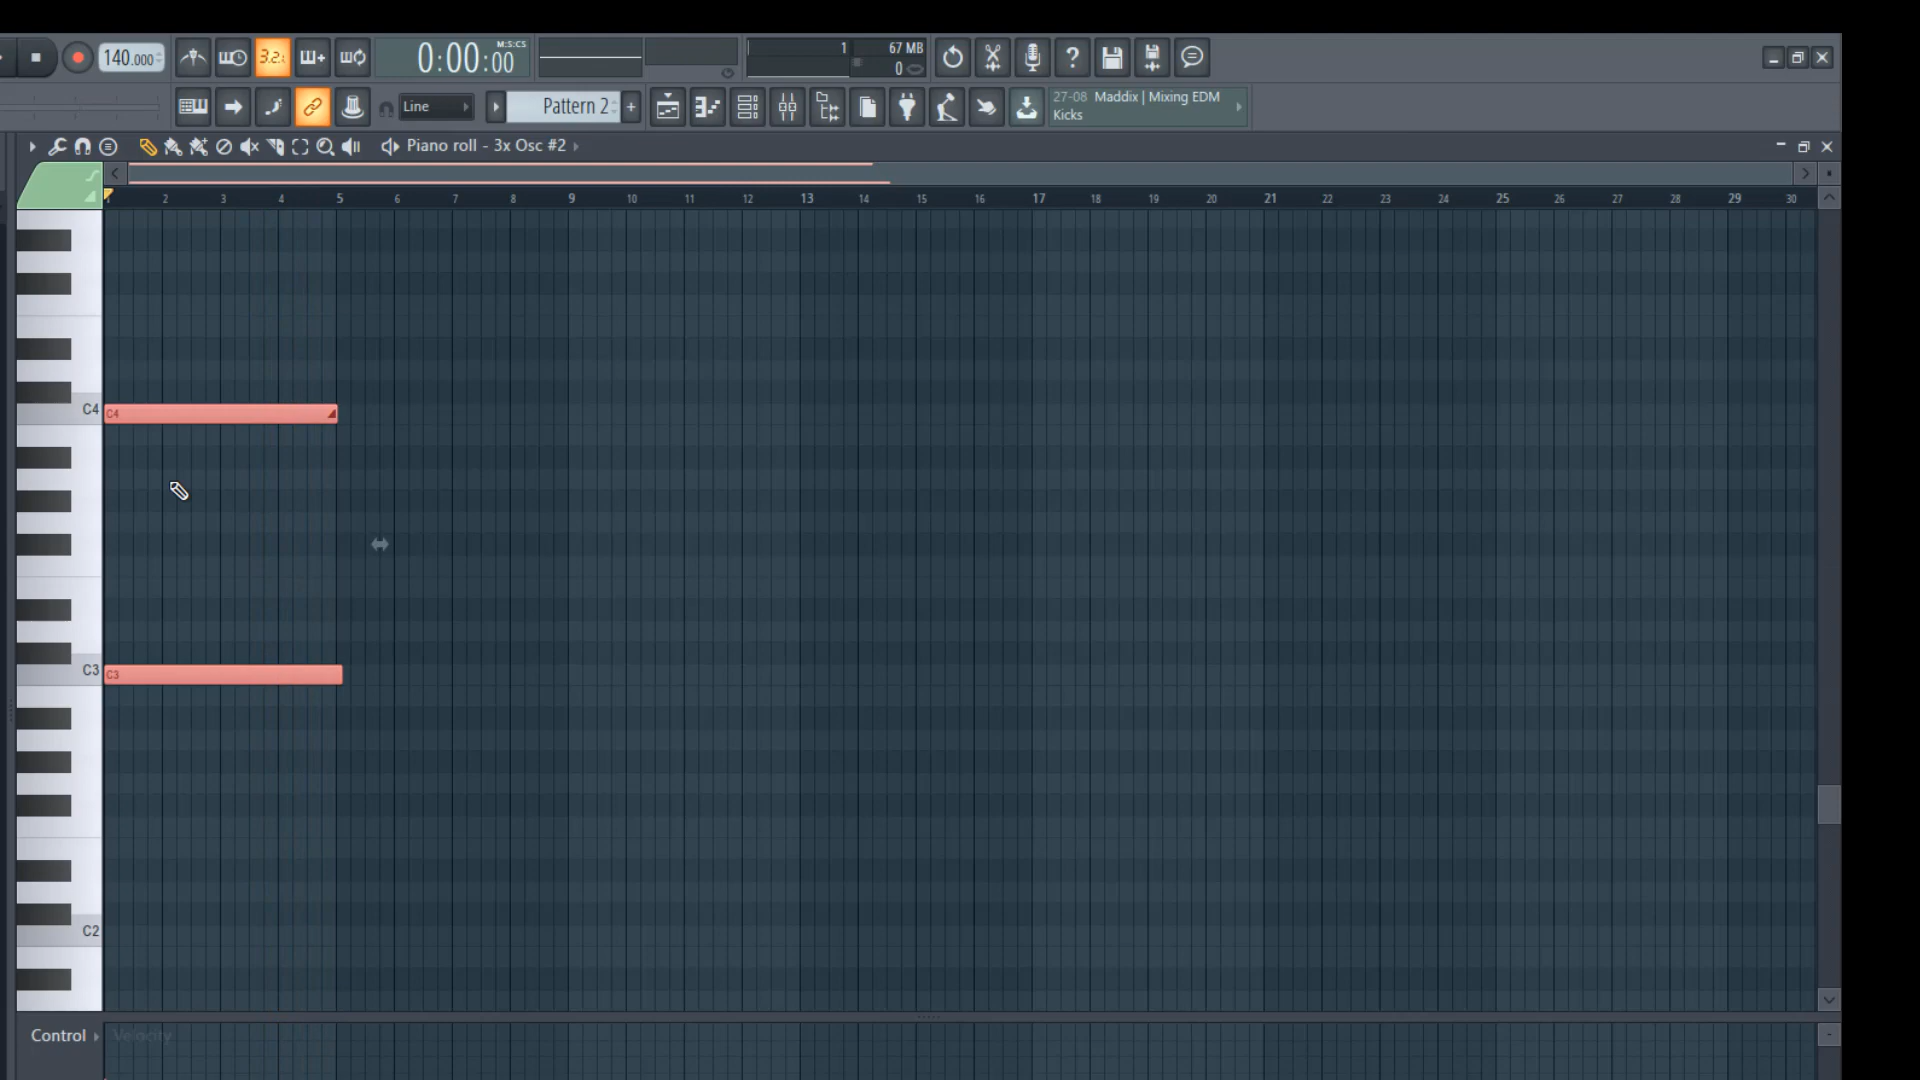 140.000
3.2.
0:00:00
M:S:CS
1
67 MB
0
Line
Pattern 2
+
27-08 Maddix | Mixing EDM
Kicks
Piano roll - 3x Osc #2
2 3 4 5 6 7 8 9 10 11 12 13 14 15 16 17 18 19 20 21 22 23 24 25 26 27 28 29 30
C4
C4
C3
C3
C2
Control
Velocity